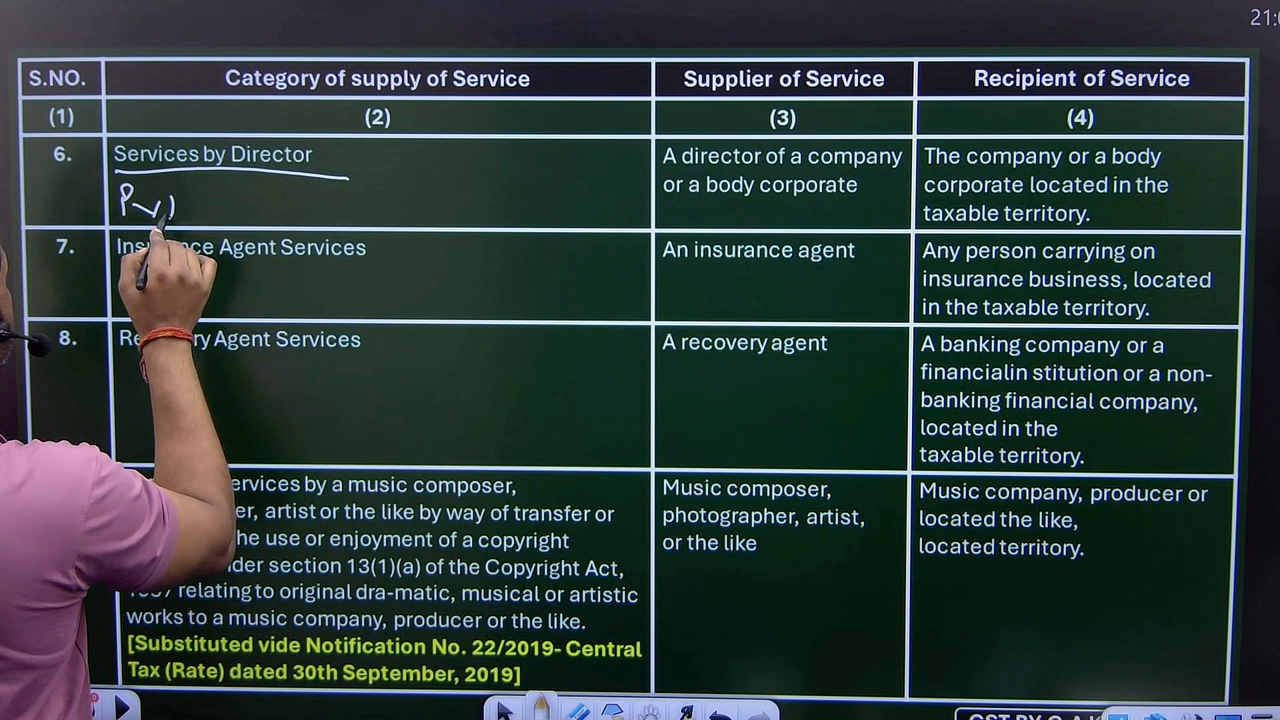 21:
S.NO.
Category of supply of Service
Supplier of Service
Recipient of Service
(1)
(2)
(3)
(4)
6.
Services by Director
A director of a company
or a body corporate
The company or a body
corporate located in the
taxable territory.
7.
Agent Services
An insurance agent
Any person carrying on
insurance business, located
in the taxable territory.
8.
Agent Services
A recovery agent
A banking company or a
financialin stitution or a non-
banking financial company,
located in the
taxable territory.
ervices by a music composer,
er, artist or the like by way of transfer or
he use or enjoyment of a copyright
der section 13(1)(a) of the Copyright Act,
relating to original dra-matic, musical or artistic
works to a music company, producer or the like.
[Substituted vide Notification No. 22/2019- Central
Tax (Rate) dated 30th September, 2019]
Music composer,
photographer, artist,
or the like
Music company, producer or
located the like,
located territory.